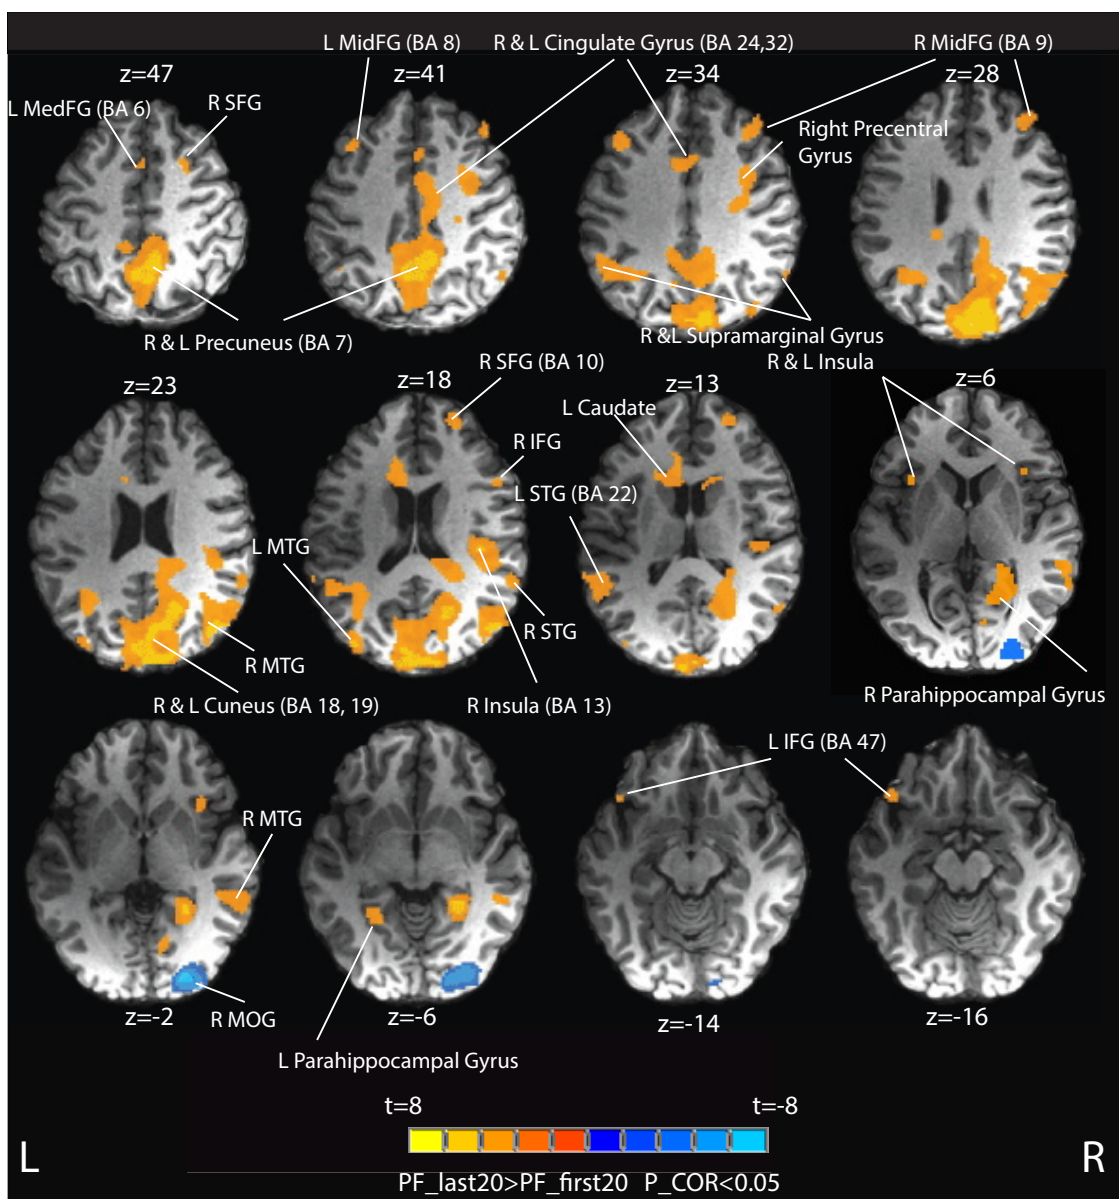 L MidFG (BA 8)
R & L Cingulate Gyrus (BA 24,32)
R MidFG (BA 9)
z=47
z=41
z=34
z=28
L MedFG (BA 6)
R SFG
Right Precentral
Gyrus
R & L Precuneus (BA 7)
R &L Supramarginal Gyrus
R & L Insula
z=23
z=18
R SFG (BA 10)
z=13
z=6
L Caudate
R IFG
L STG (BA 22)
L MTG
R STG
R MTG
R & L Cuneus (BA 18, 19)
R Insula (BA 13)
R Parahippocampal Gyrus
L IFG (BA 47)
R MTG
z=-2
R MOG
z=-6
z=-14
z=-16
L Parahippocampal Gyrus
t=8
t=-8
L
R
PF_last20>PF_first20 P_COR<0.05